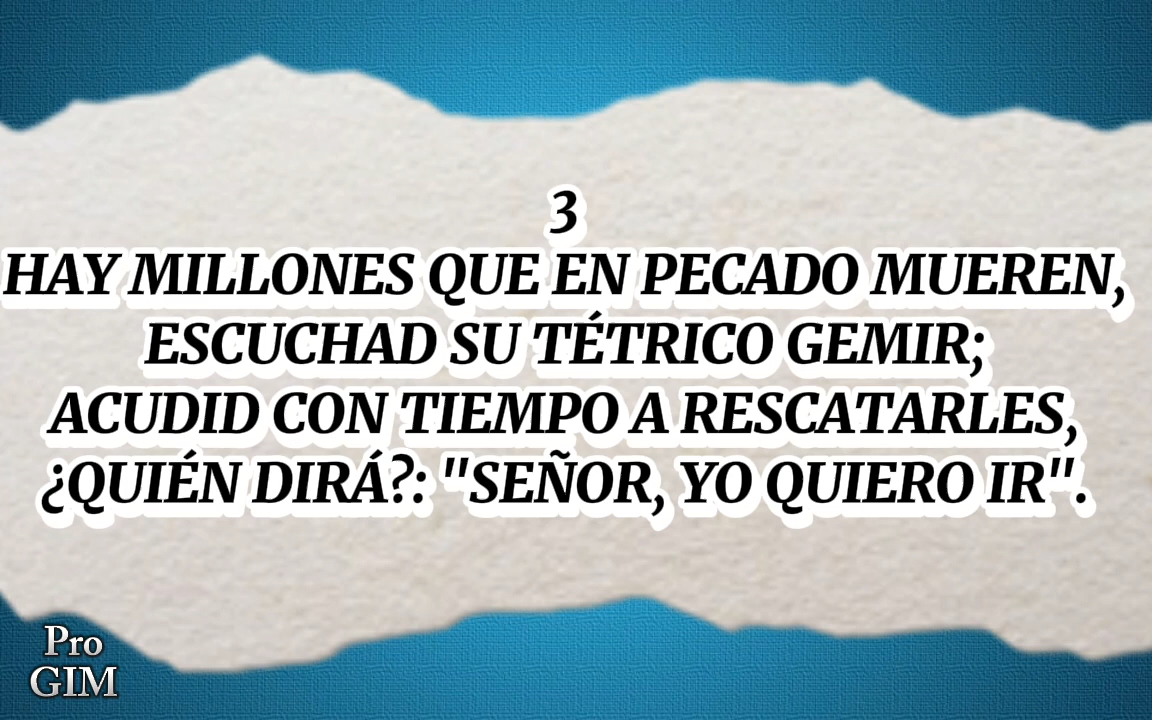 3
HAY MILLONES QUE EN PECADO MUEREN,
ESCUCHAD SU TÉTRICO GEMIR;
ACUDID CON TIEMPO A RESCATARLES,
¿QUIÉN DIRÁ?: "SEÑOR, YO QUIERO IR".
Pro
GIM